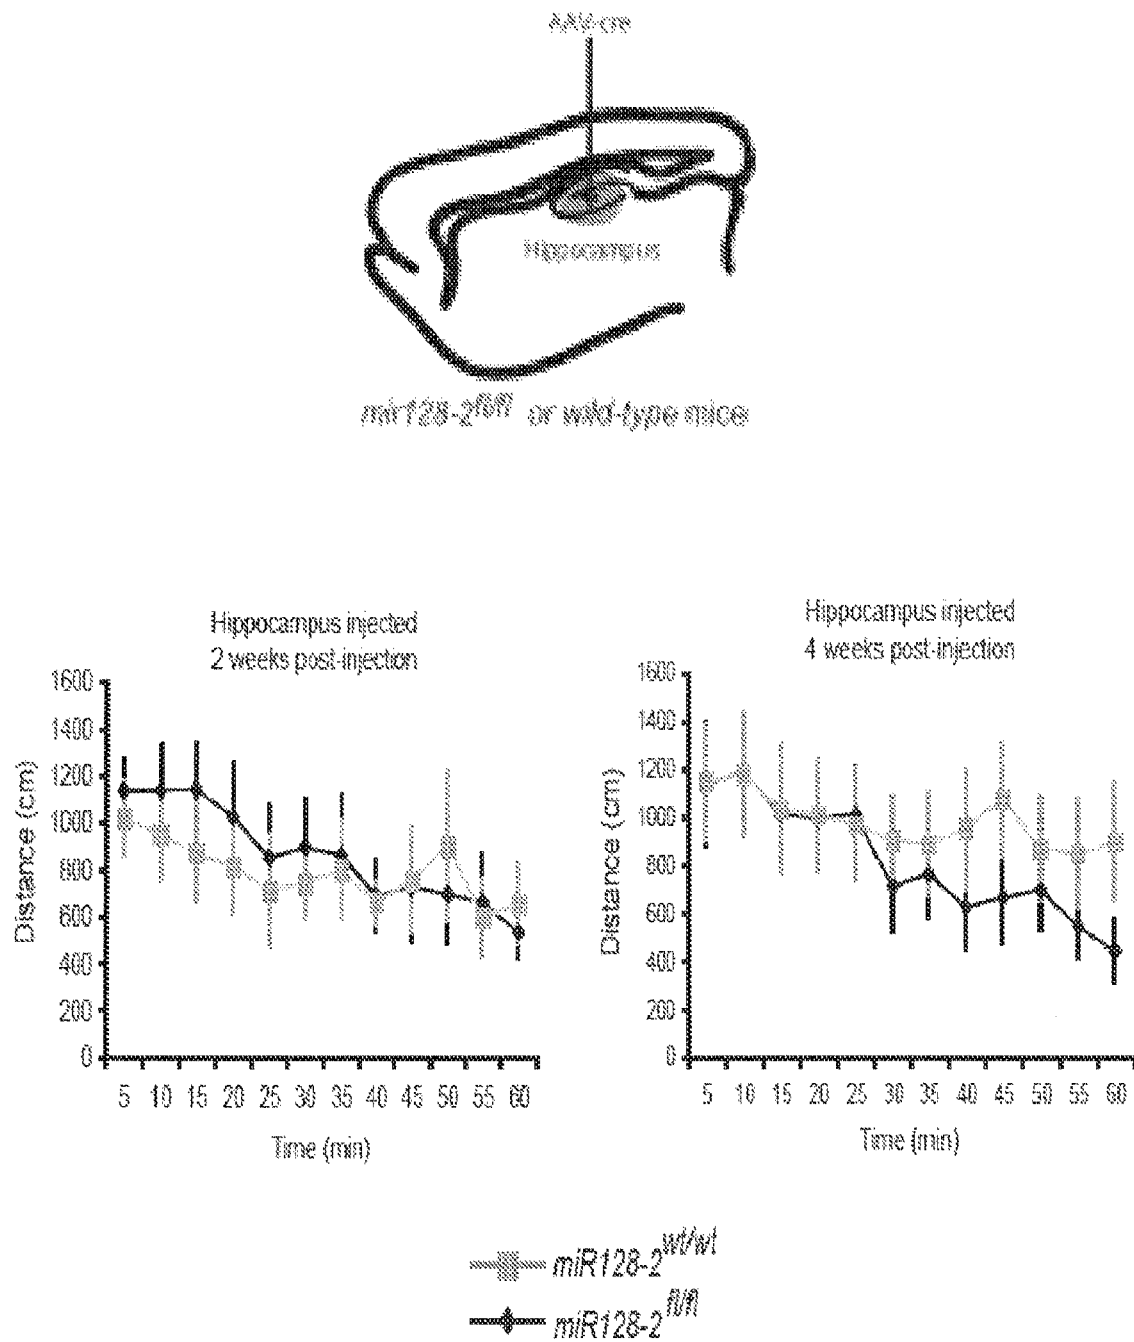 AAV-cre
Hippocampus
mir128-2fl/fl or wild-type mice
Hippocampus injected
2 weeks post-injection
1600
1400
1200
1000
800
600
400
200
0
Distance (cm)
5 10 15 20 25 30 35 40 45 50 55 60
Time (min)
Hippocampus injected
4 weeks post-injection
1600
1400
1200
1000
800
600
400
200
0
Distance (cm)
5 10 15 20 25 30 35 40 45 50 55 60
Time (min)
miR128-2wt/wt
miR128-2fl/fl